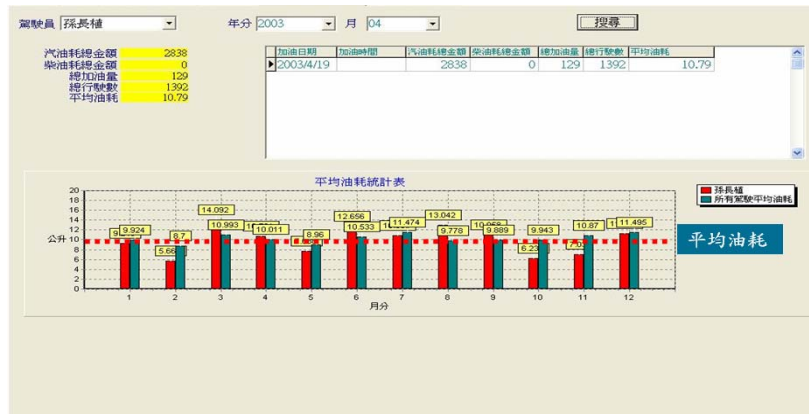 駕駛員 孫長植 年分 2003 月 04 搜尋
汽油耗總金額 2838
柴油耗總金額 0
總加油量 129
總行駛數 1392
平均油耗 10.79
加油日期 加油時間 汽油耗總金額 柴油耗總金額 總加油量 總行駛數 平均油耗
2003/4/19 2838 0 129 1392 10.79
平均油耗統計表
孫長植
所有駕駛平均油耗
20
18
16
14
12
10
8
6
4
2
0
公升
9.924
8.7
14.092
10.993
10.011
8.96
12.656
10.533
11.474
13.042
9.778
9.889
6.23
9.943
10.87
11.495
平均油耗
1 2 3 4 5 6 7 8 9 10 11 12
月分